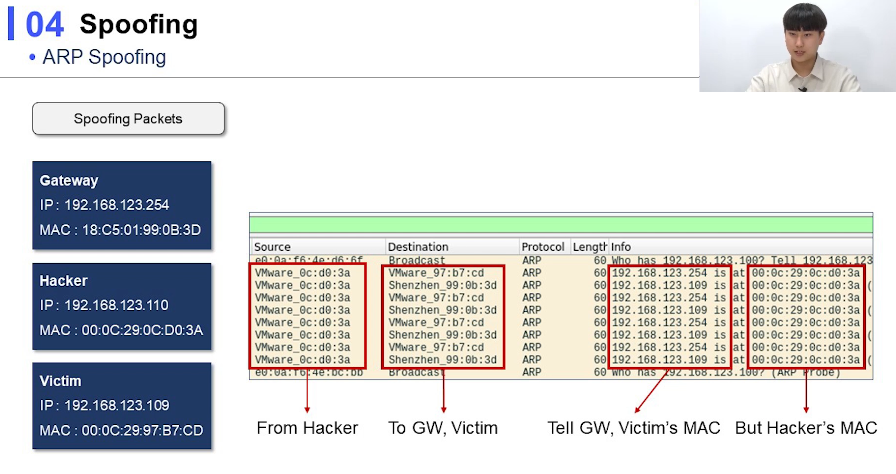 04 Spoofing
• ARP Spoofing
Spoofing Packets
Gateway
IP : 192.168.123.254
MAC : 18:C5:01:99:0B:3D
Hacker
IP : 192.168.123.110
MAC : 00:0C:29:0C:D0:3A
Victim
IP : 192.168.123.109
MAC : 00:0C:29:97:B7:CD
Source Destination Protocol Length Info
e0:0a:f6:4e:d6:6f Broadcast ARP 60 Who has 192.168.123.100? Tell 192.168.123
VMware_0c:d0:3a VMware_97:b7:cd ARP 60 192.168.123.254 is at 00:0c:29:0c:d0:3a
VMware_0c:d0:3a Shenzhen_99:0b:3d ARP 60 192.168.123.109 is at 00:0c:29:0c:d0:3a (
VMware_0c:d0:3a VMware_97:b7:cd ARP 60 192.168.123.254 is at 00:0c:29:0c:d0:3a
VMware_0c:d0:3a Shenzhen_99:0b:3d ARP 60 192.168.123.109 is at 00:0c:29:0c:d0:3a (
VMware_0c:d0:3a VMware_97:b7:cd ARP 60 192.168.123.254 is at 00:0c:29:0c:d0:3a
VMware_0c:d0:3a Shenzhen_99:0b:3d ARP 60 192.168.123.109 is at 00:0c:29:0c:d0:3a (
VMware_0c:d0:3a VMware_97:b7:cd ARP 60 192.168.123.254 is at 00:0c:29:0c:d0:3a
VMware_0c:d0:3a Shenzhen_99:0b:3d ARP 60 192.168.123.109 is at 00:0c:29:0c:d0:3a (
e0:0a:f6:4e:bc:bb Broadcast ARP 60 Who has 192.168.123.100? (ARP Probe)
From Hacker
To GW, Victim
Tell GW, Victim's MAC
But Hacker's MAC